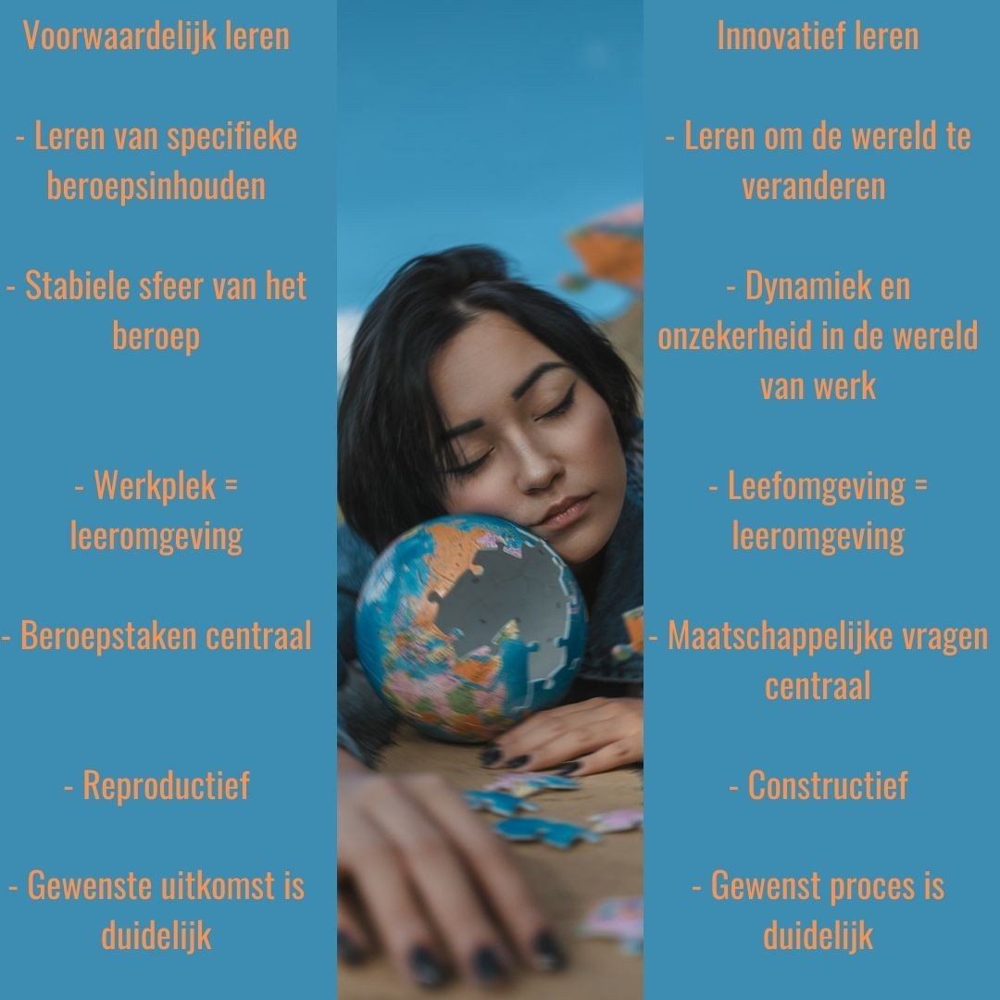 Voorwaardelijk leren
- Leren van specifieke
beroepsinhouden
- Stabiele sfeer van het
beroep
- Werkplek =
leeromgeving
- Beroepstaken centraal
- Reproductief
- Gewenste uitkomst is
duidelijk
Innovatief leren
- Leren om de wereld te
veranderen
- Dynamiek en
onzekerheid in de wereld
van werk
- Leefomgeving =
leeromgeving
- Maatschappelijke vragen
centraal
- Constructief
- Gewenst proces is
duidelijk